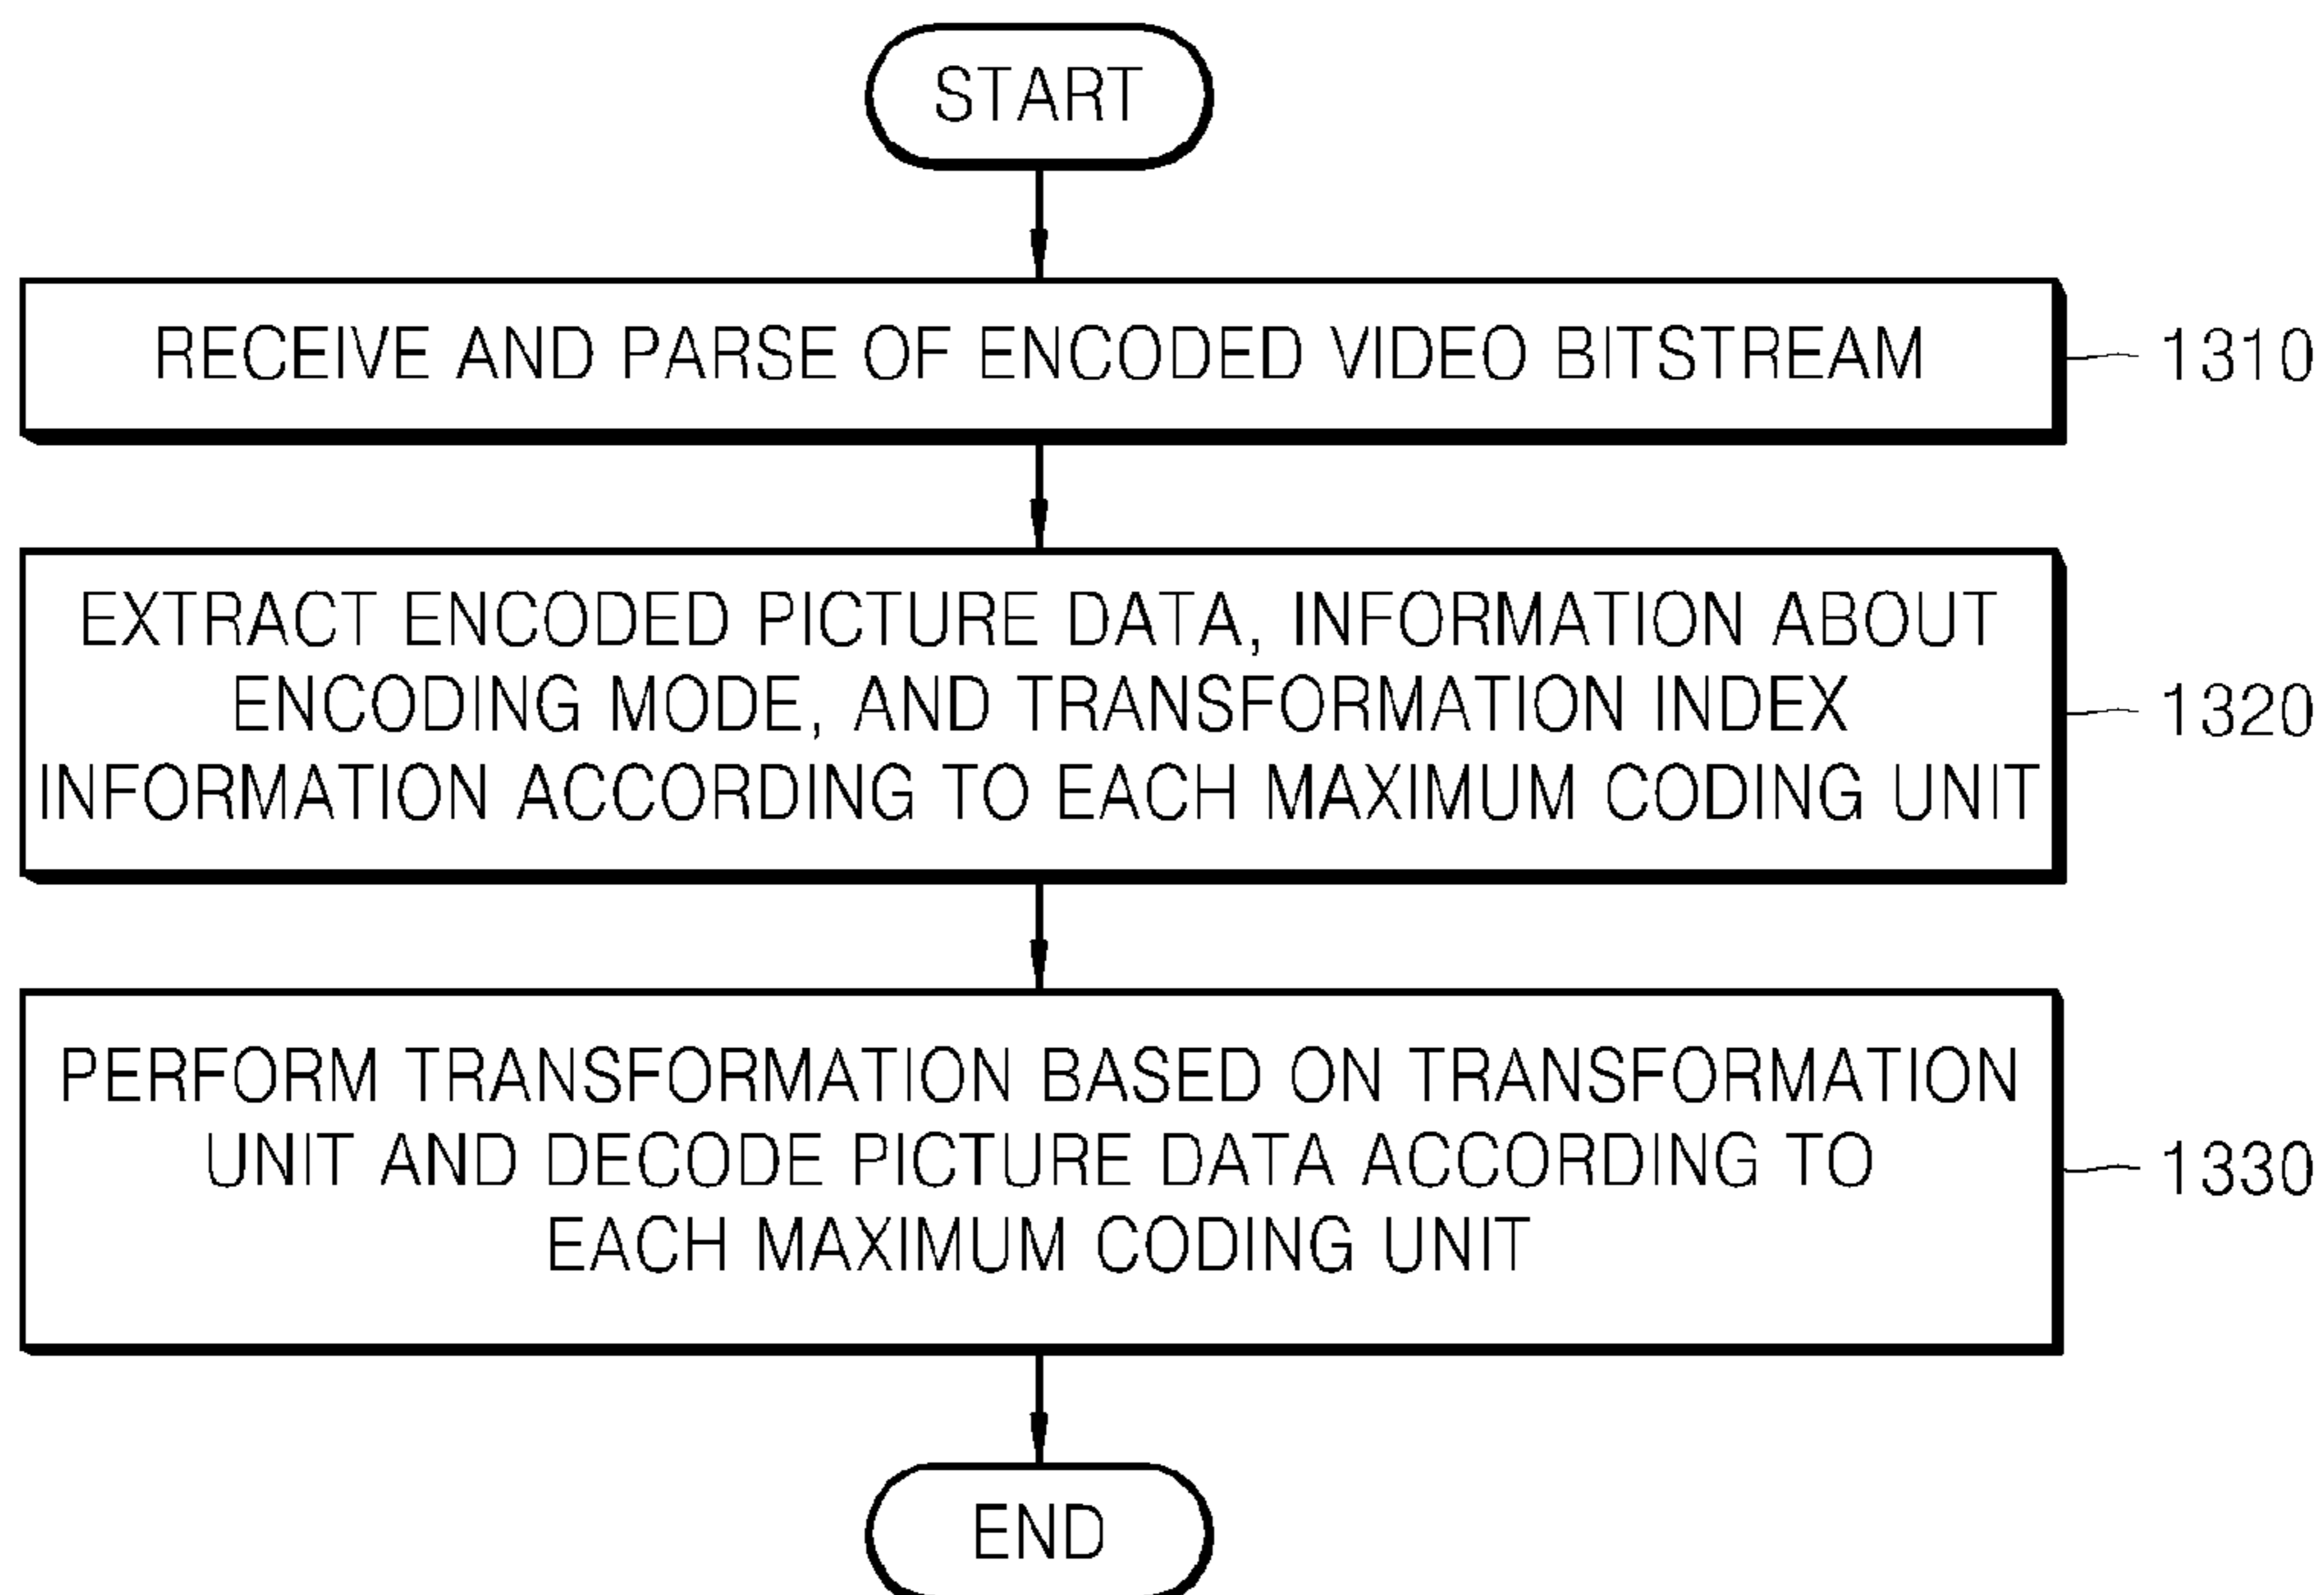 START
RECEIVE AND PARSE OF ENCODED VIDEO BITSTREAM
1310
EXTRACT ENCODED PICTURE DATA, INFORMATION ABOUT
ENCODING MODE, AND TRANSFORMATION INDEX
INFORMATION ACCORDING TO EACH MAXIMUM CODING UNIT
1320
PERFORM TRANSFORMATION BASED ON TRANSFORMATION
UNIT AND DECODE PICTURE DATA ACCORDING TO
EACH MAXIMUM CODING UNIT
1330
END